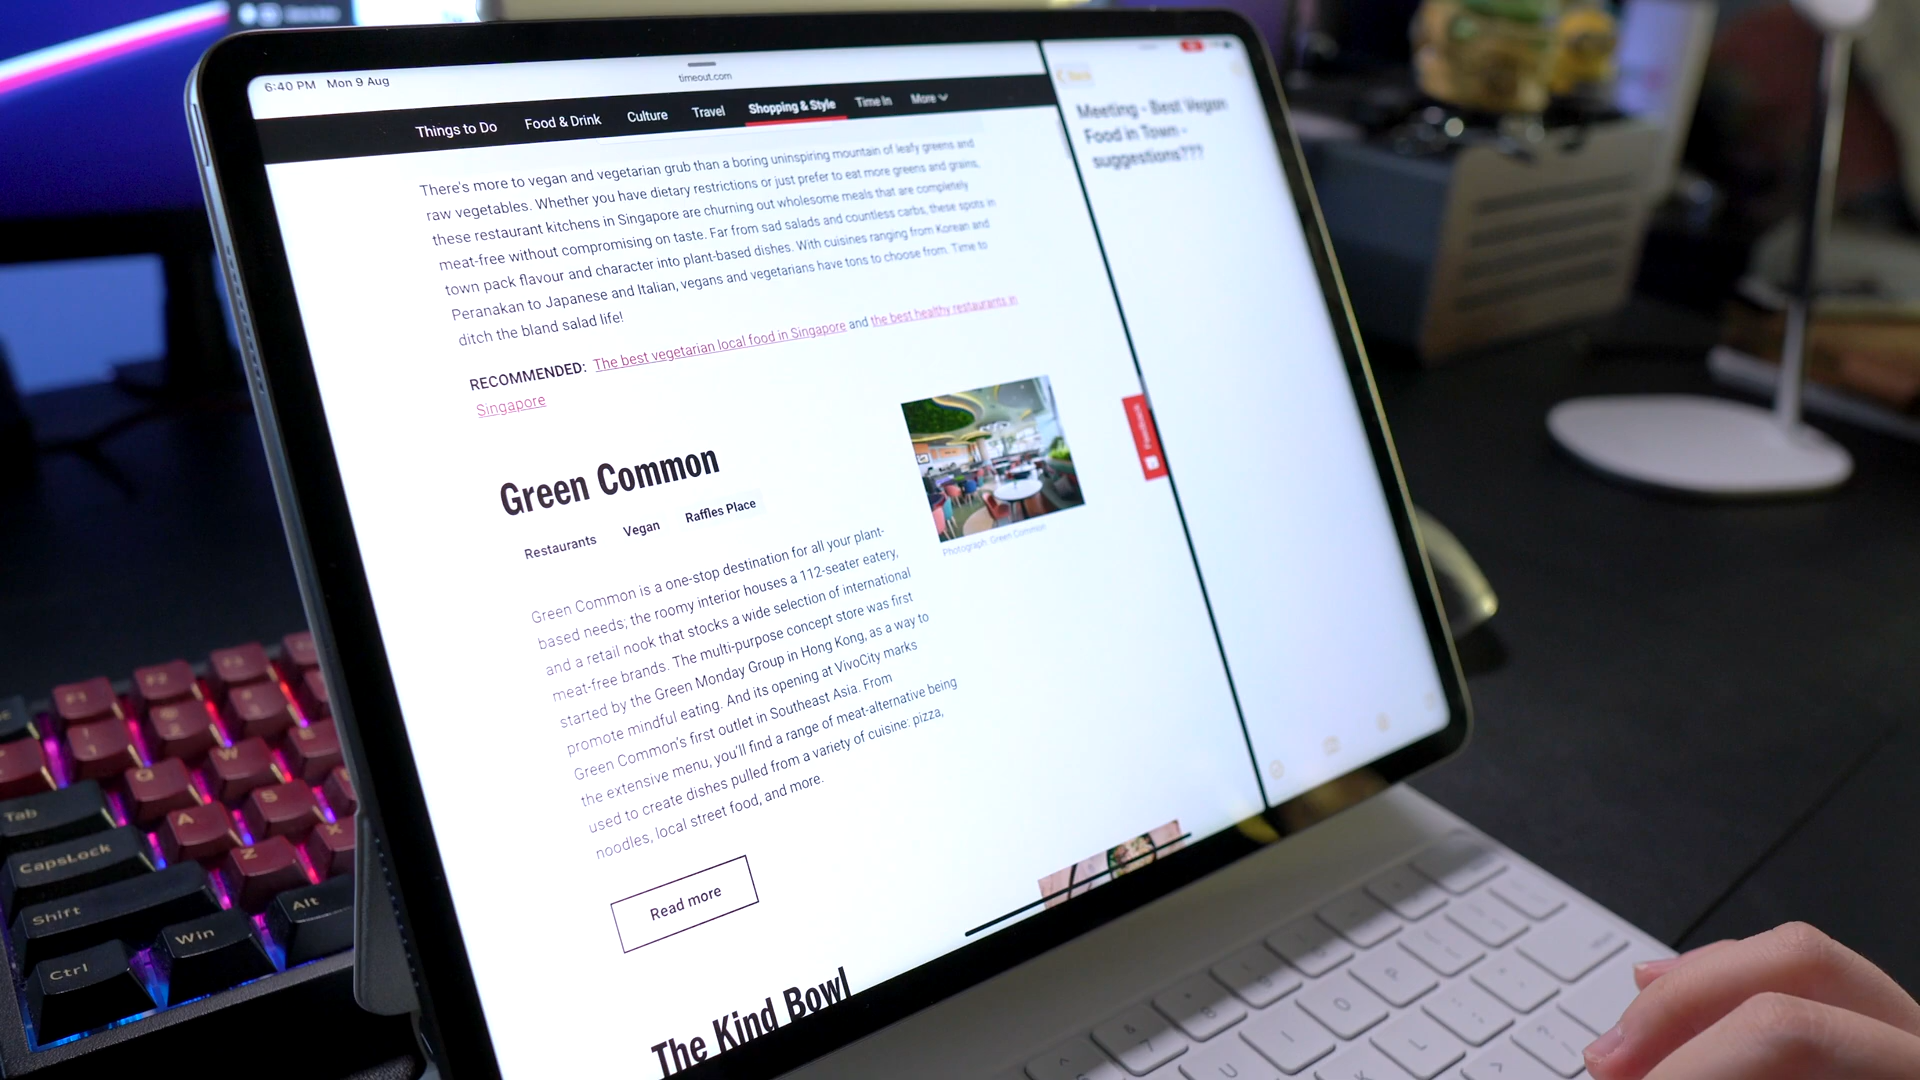 6:40 PM Mon 9 Aug
timeout.com
Things to Do Food & Drink Culture Travel Shopping & Style Time In More
There's more to vegan and vegetarian grub than a boring uninspiring mountain of leafy greens and
raw vegetables. Whether you have dietary restrictions or just prefer to eat more greens and grains,
these restaurant kitchens in Singapore are churning out wholesome meals that are completely
meat-free without compromising on taste. Far from sad salads and countless carbs, these spots in
town pack flavour and character into plant-based dishes. With cuisines ranging from Korean and
Peranakan to Japanese and Italian, vegans and vegetarians have tons to choose from. Time to
ditch the bland salad life!
RECOMMENDED: The best vegetarian local food in Singapore and the best healthy restaurants in
Singapore
Green Common
Restaurants Vegan Raffles Place
Green Common is a one-stop destination for all your plant-
based needs; the roomy interior houses a 112-seater eatery,
and a retail nook that stocks a wide selection of international
meat-free brands. The multi-purpose concept store was first
started by the Green Monday Group in Hong Kong, as a way to
promote mindful eating. And its opening at VivoCity marks
Green Common's first outlet in Southeast Asia. From
the extensive menu, you'll find a range of meat-alternative being
used to create dishes pulled from a variety of cuisine: pizza,
noodles, local street food, and more.
Photograph: Green Common
Read more
The Kind Bowl
Back
Meeting - Best Vegan
Food in Town -
suggestions???
Feedback
F1 F2 F3
Q W E
Tab A S
CapsLock Z X
Shift
Ctrl Win Alt
U I O P
K L